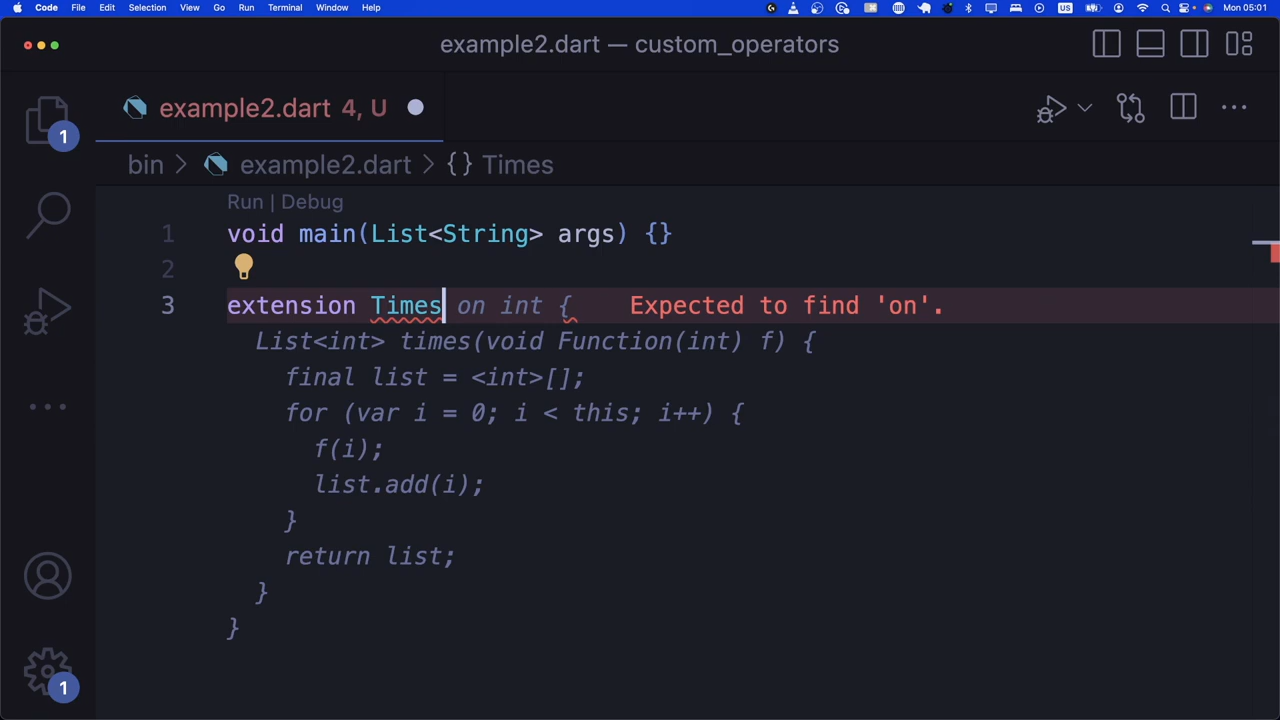 Code File Edit Selection View Go Run Terminal Window Help US Mon 05:01
example2.dart — custom_operators
example2.dart 4, U
bin > example2.dart > {} Times
Run | Debug
1 void main(List<String> args) {}
2
3 extension Times on int { Expected to find 'on'.
List<int> times(void Function(int) f) {
final list = <int>[];
for (var i = 0; i < this; i++) {
f(i);
list.add(i);
}
return list;
}
}
1
1